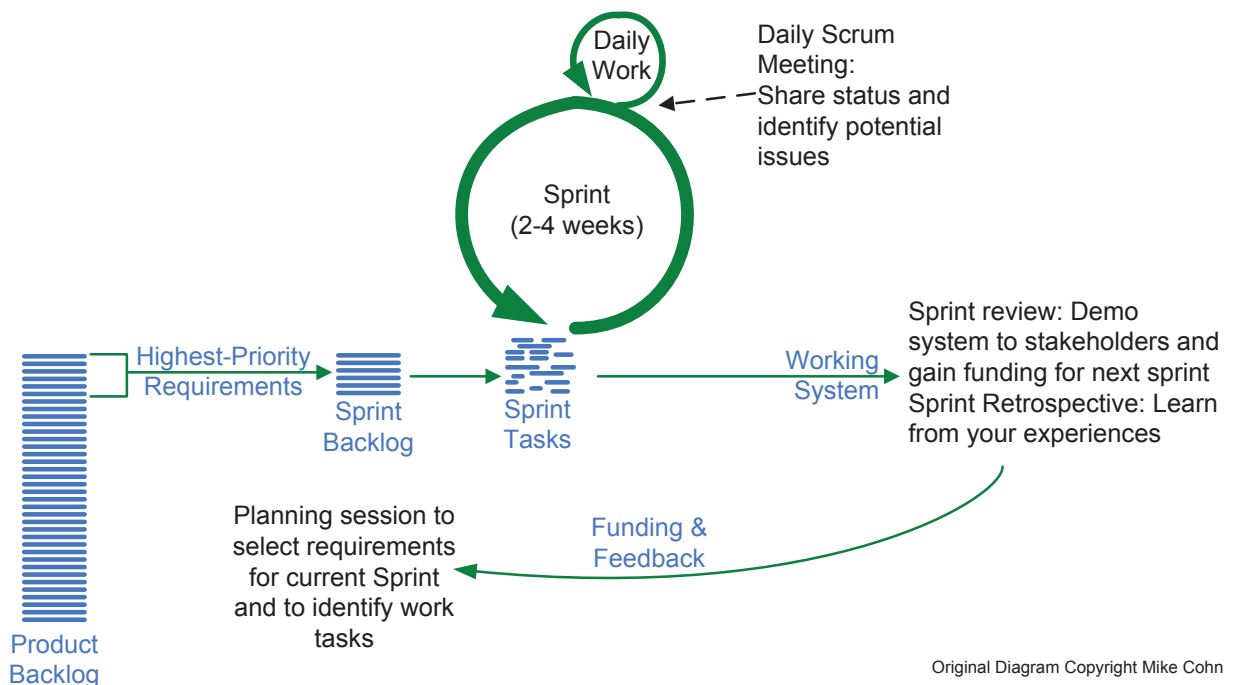 Daily
Work
Daily Scrum
Meeting:
Share status and
identify potential
issues
Sprint
(2-4 weeks)
Highest-Priority
Requirements
Sprint
Backlog
Sprint
Tasks
Working
System
Sprint review: Demo
system to stakeholders and
gain funding for next sprint
Sprint Retrospective: Learn
from your experiences
Planning session to
select requirements
for current Sprint
and to identify work
tasks
Funding &
Feedback
Product
Backlog
Original Diagram Copyright Mike Cohn